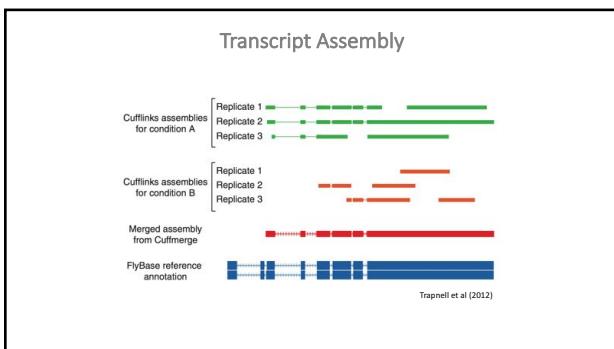 Transcript Assembly
Cufflinks assemblies
for condition A
Replicate 1
Replicate 2
Replicate 3
Cufflinks assemblies
for condition B
Replicate 1
Replicate 2
Replicate 3
Merged assembly
from Cuffmerge
FlyBase reference
annotation
Trapnell et al (2012)